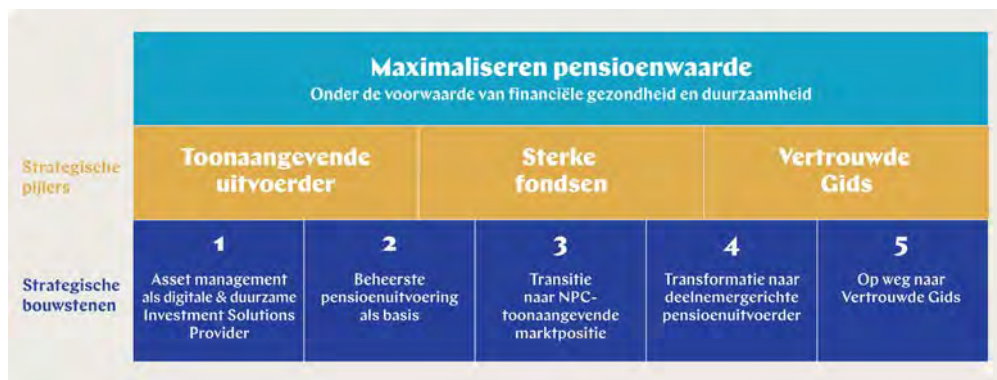 Maximaliseren pensioenwaarde
Onder de voorwaarde van financiële gezondheid en duurzaamheid
Strategische
pijlers
Toonaangevende
uitvoerder
Sterke
fondsen
Vertrouwde
Gids
Strategische
bouwstenen
1
Asset management
als digitale & duurzame
Investment Solutions
Provider
2
Beheerste
pensioenuitvoering
als basis
3
Transitie
naar NPC-
toonaangevende
marktpositie
4
Transformatie naar
deelnemergerichte
pensioenuitvoerder
5
Op weg naar
Vertrouwde Gids